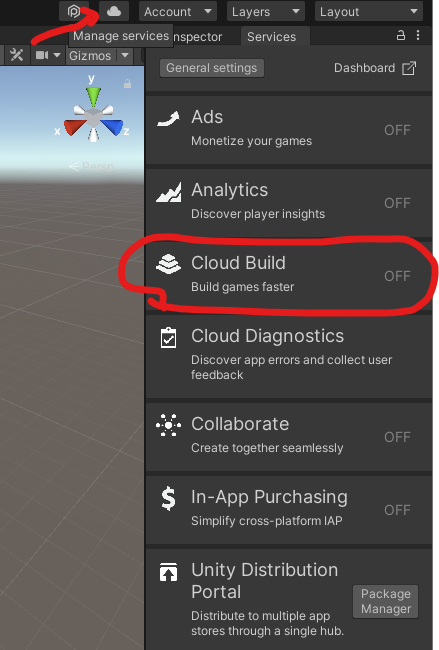 Account Layers Layout
Manage services nspector Services
Gizmos
General settings Dashboard
y
x z
Persp
Ads
OFF
Monetize your games
Analytics
OFF
Discover player insights
Cloud Build
OFF
Build games faster
Cloud Diagnostics
Discover app errors and collect user
feedback
Collaborate
OFF
Create together seamlessly
In-App Purchasing
OFF
Simplify cross-platform IAP
Unity Distribution
Portal
Package
Manager
Distribute to multiple app
stores through a single hub.